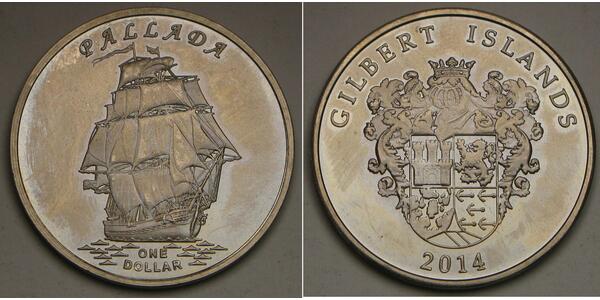 PALLADA
ONE
DOLLAR
GILBERT ISLANDS
2014